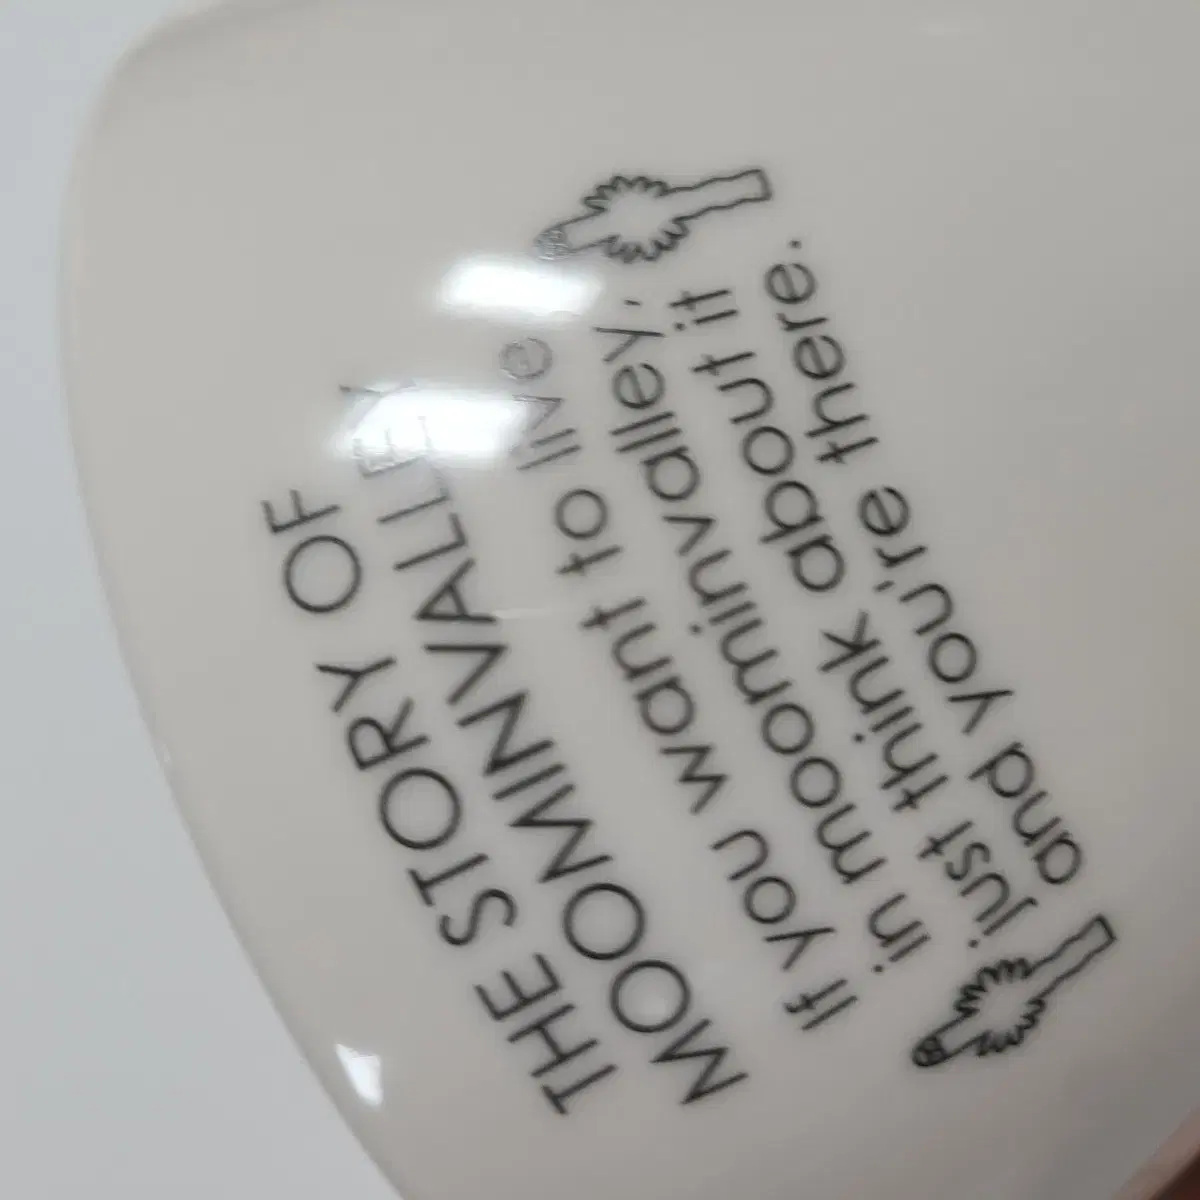 THE STORY OF
MOOMINVALLEY
If you want to live
in moominvalley,
just think about it
and you're there.